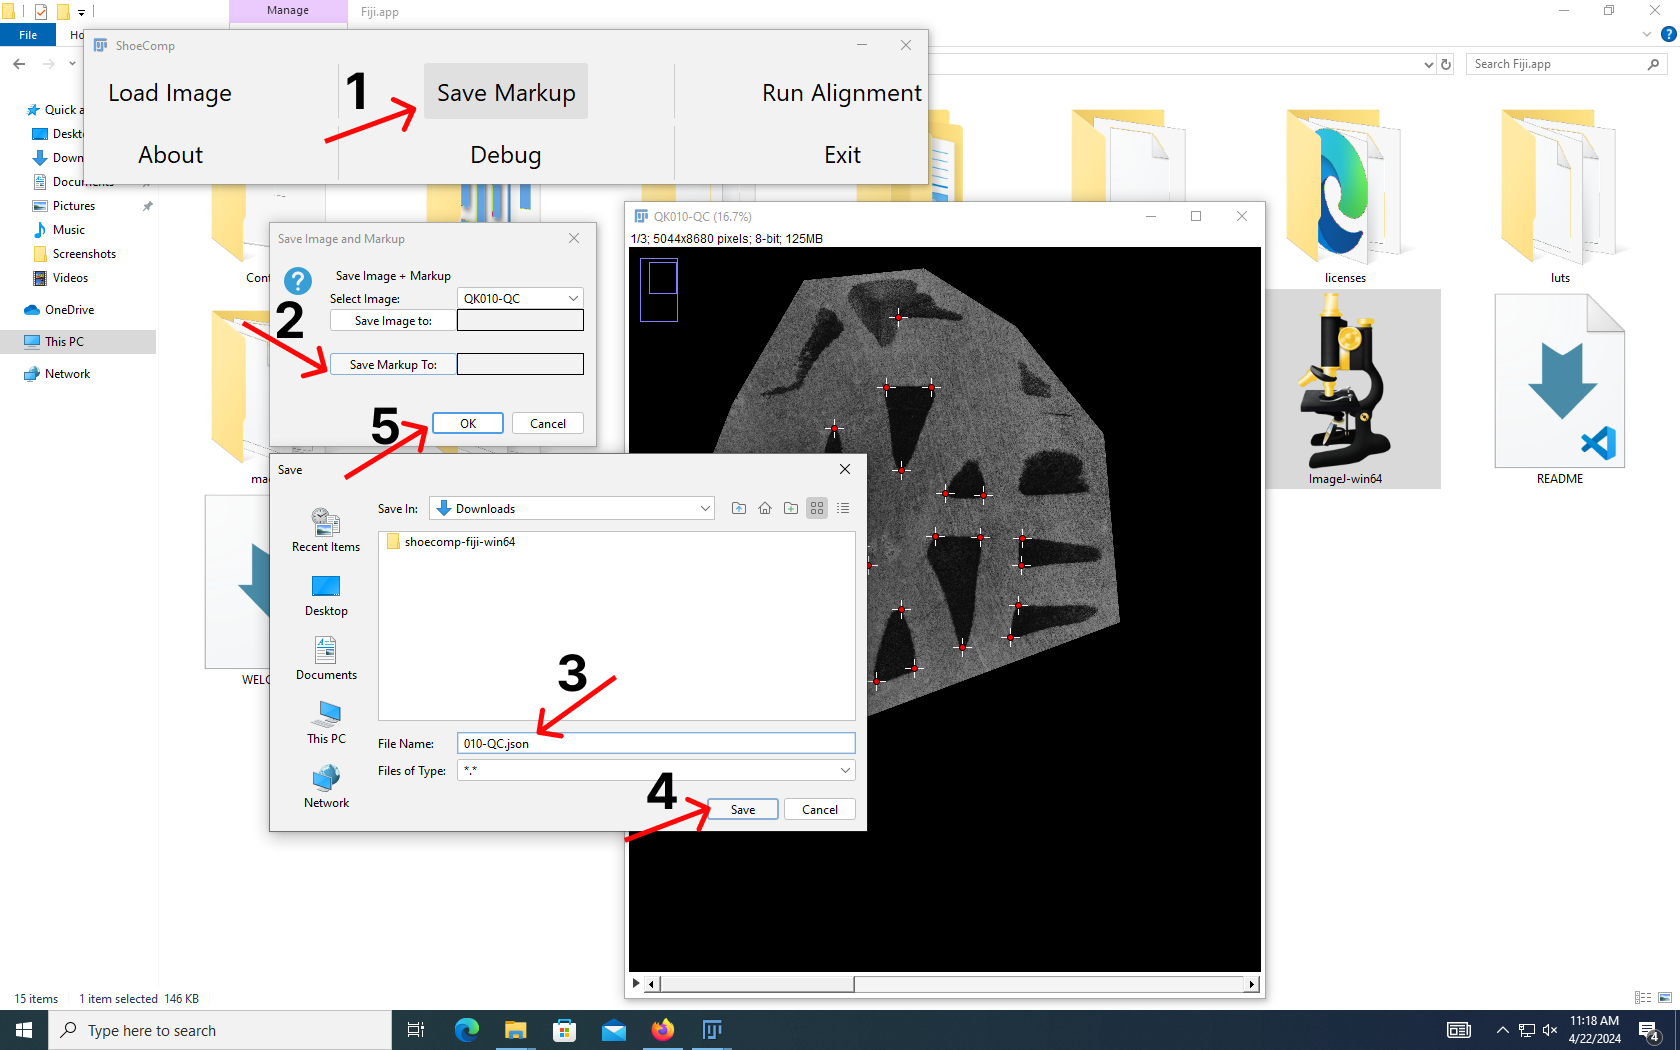 Manage
Fiji.app
File
Ho
ShoeComp
Load Image
1
Save Markup
Run Alignment
About
Debug
Exit
Search Fiji.app
Quick a
Deskt
Down
Documents
Pictures
Music
Screenshots
Videos
OneDrive
This PC
Network
Cont
ma
WELC
licenses
luts
ImageJ-win64
README
Save Image and Markup
Save Image + Markup
Select Image:
QK010-QC
2
Save Image to:
Save Markup To:
5
OK
Cancel
QK010-QC (16.7%)
1/3; 5044x8680 pixels; 8-bit; 125MB
Save
Save In:
Downloads
shoecomp-fiji-win64
Recent Items
Desktop
Documents
This PC
Network
3
File Name:
010-QC.json
Files of Type:
*.*
4
Save
Cancel
15 items
1 item selected
146 KB
Type here to search
11:18 AM
4/22/2024
4